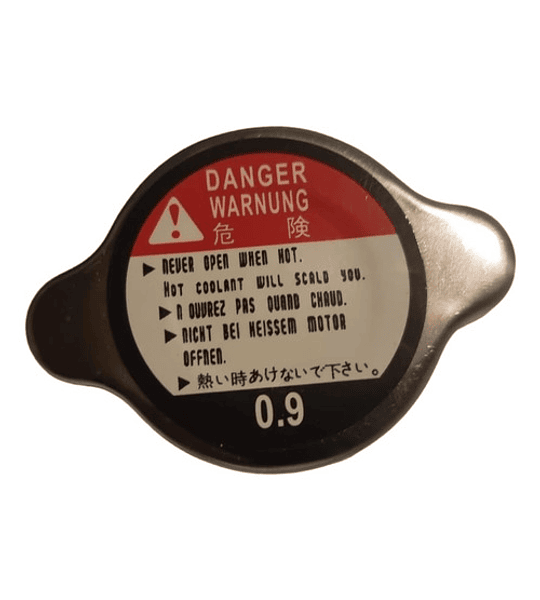 DANGER
WARNUNG
危 険
▶ NEVER OPEN WHEN HOT.
HOT COOLANT WILL SCALD YOU.
▶ N OUVREZ PAS QUAND CHAUD.
▶ NICHT BEI HEISSEM MOTOR
OFFNEN.
▶ 熱い時あけないで下さい。
0.9